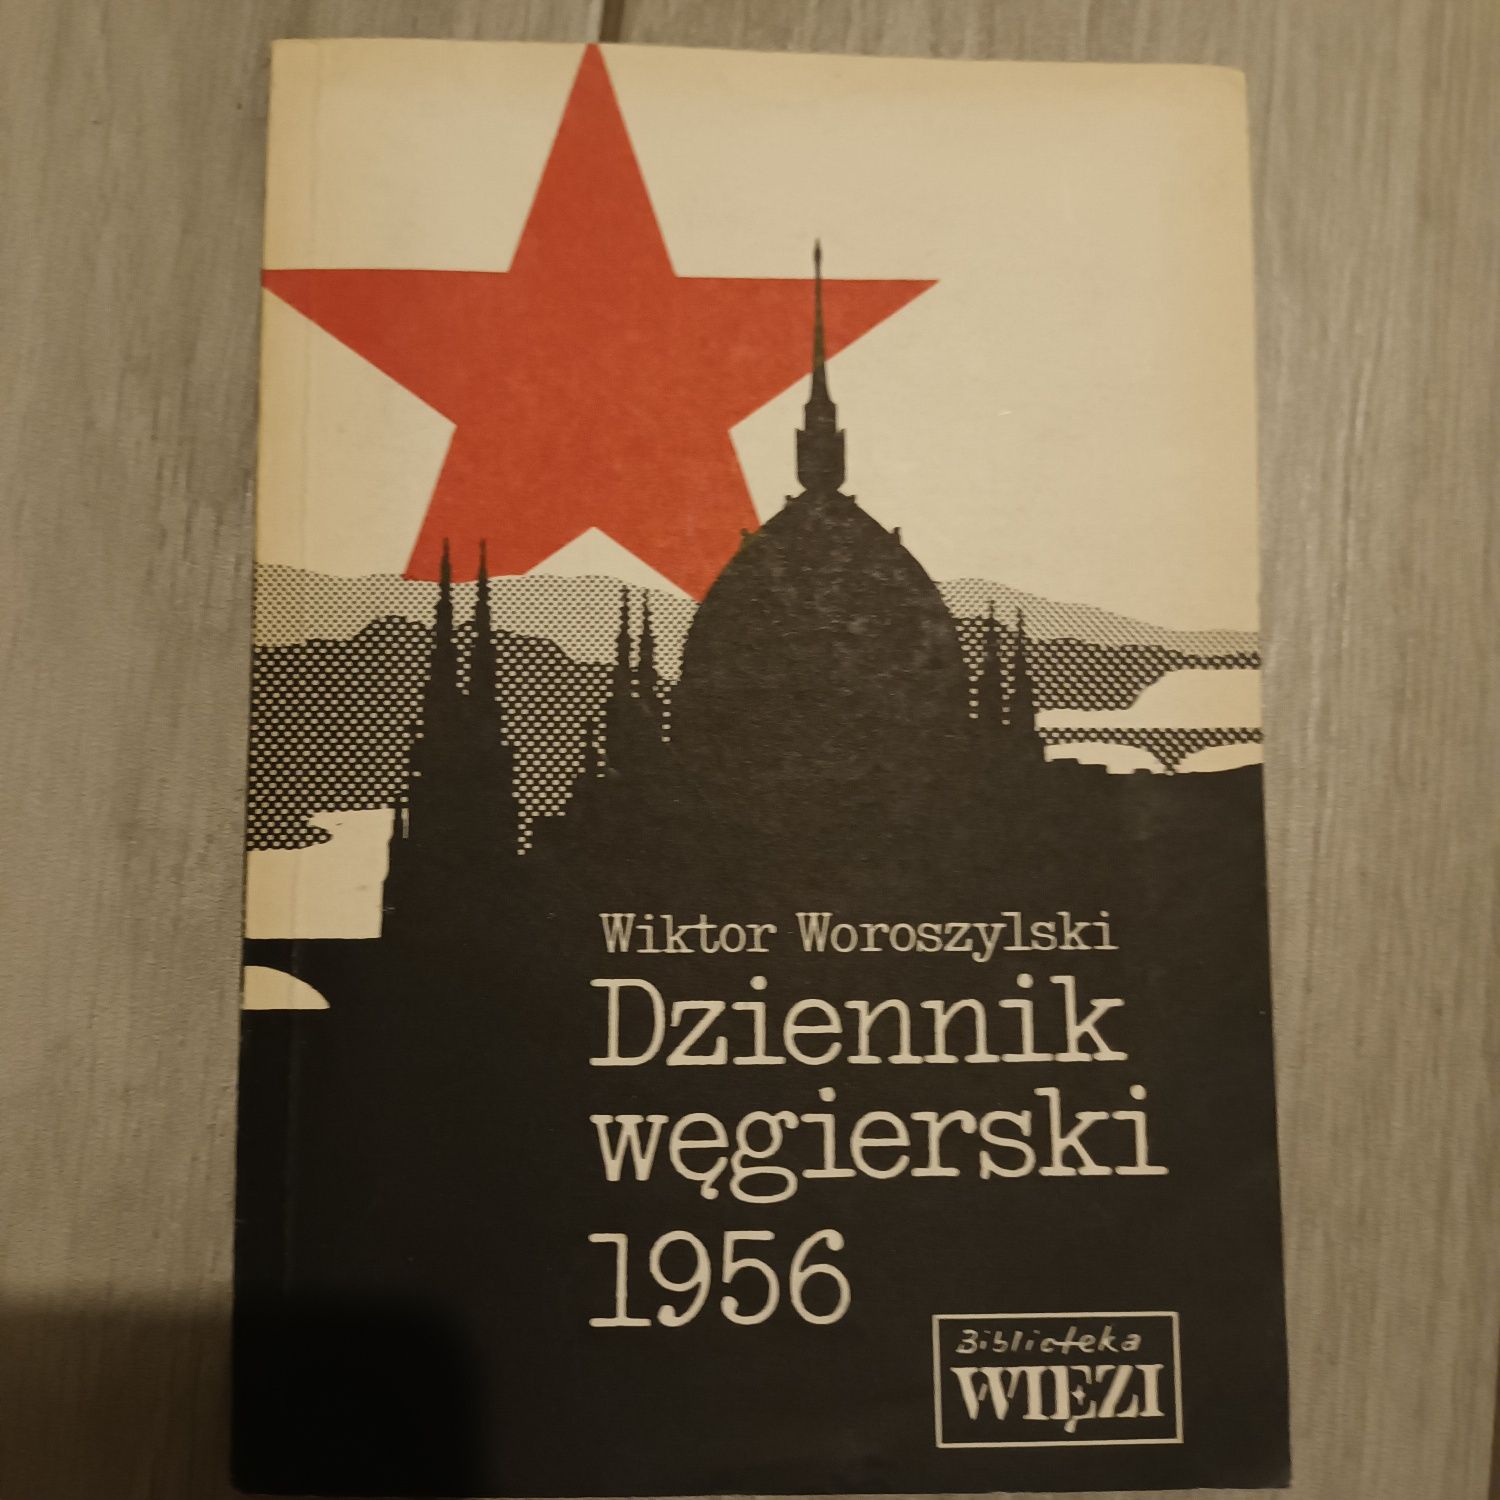 Wiktor Woroszylski
Dziennik
węgierski
1956
Biblioteka
WIĘZI